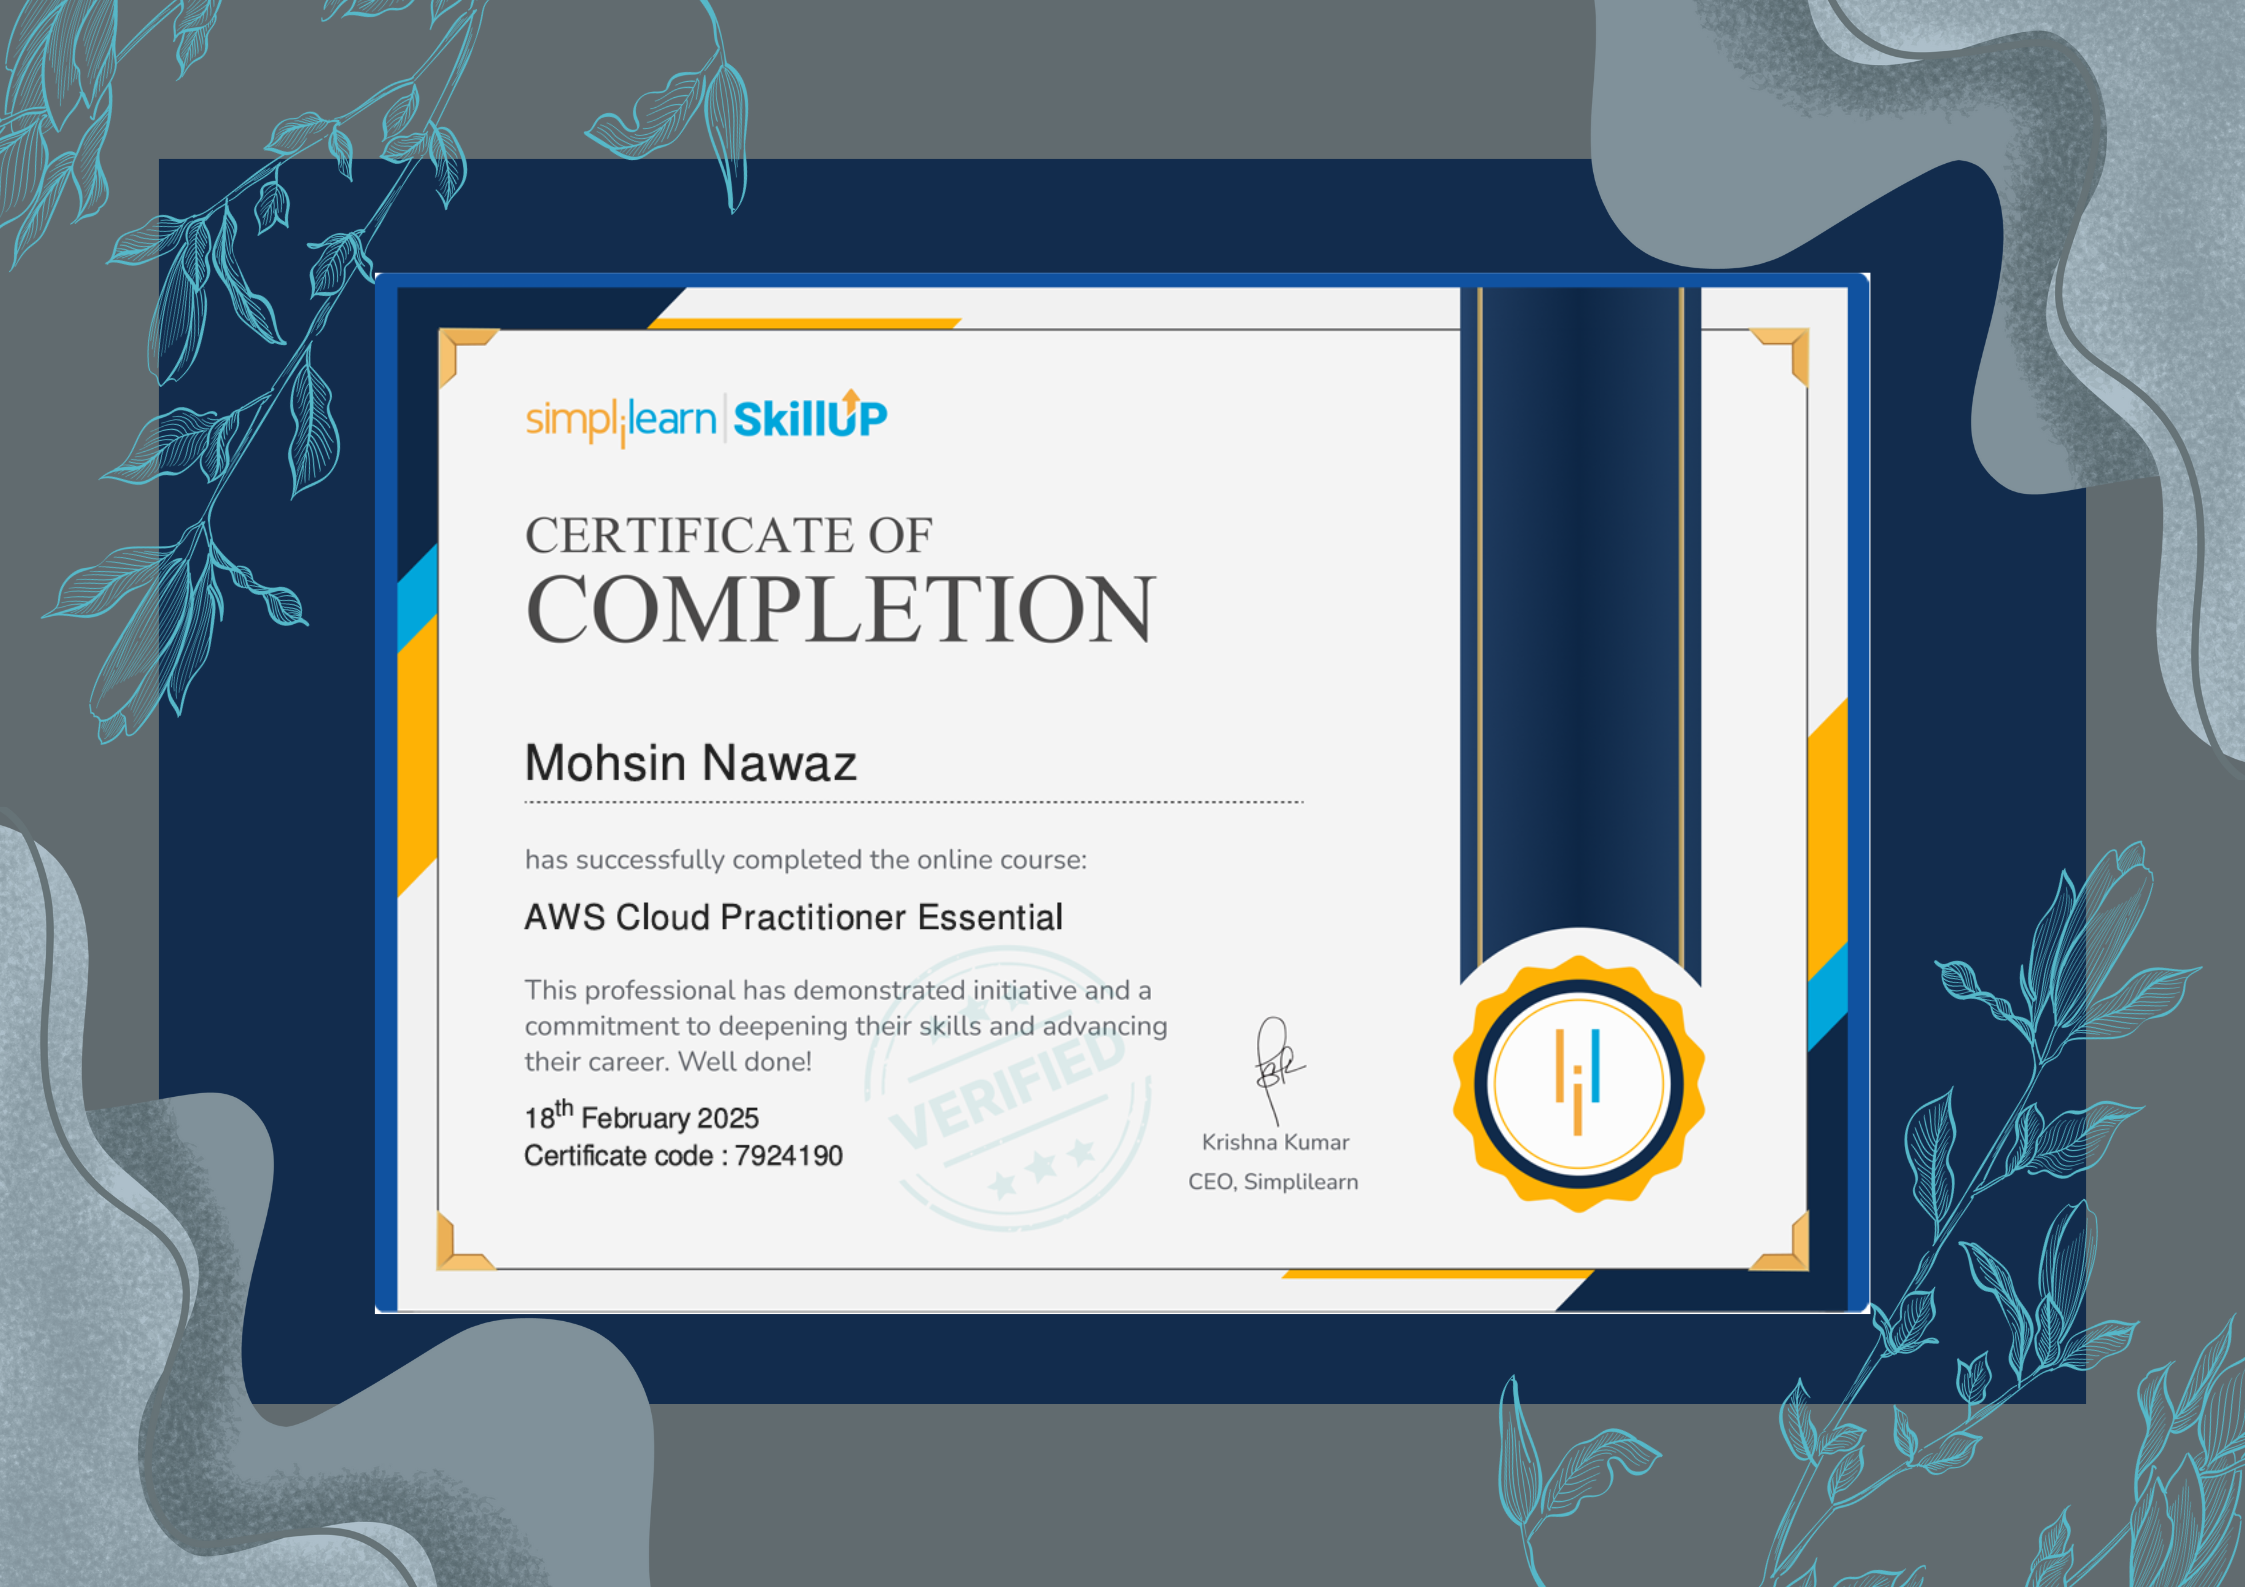 simplilearn | SkillUP
CERTIFICATE OF
COMPLETION
Mohsin Nawaz
has successfully completed the online course:
AWS Cloud Practitioner Essential
This professional has demonstrated initiative and a
commitment to deepening their skills and advancing
their career. Well done!
18th February 2025
Certificate code : 7924190
VERIFIED
Krishna Kumar
CEO, Simplilearn